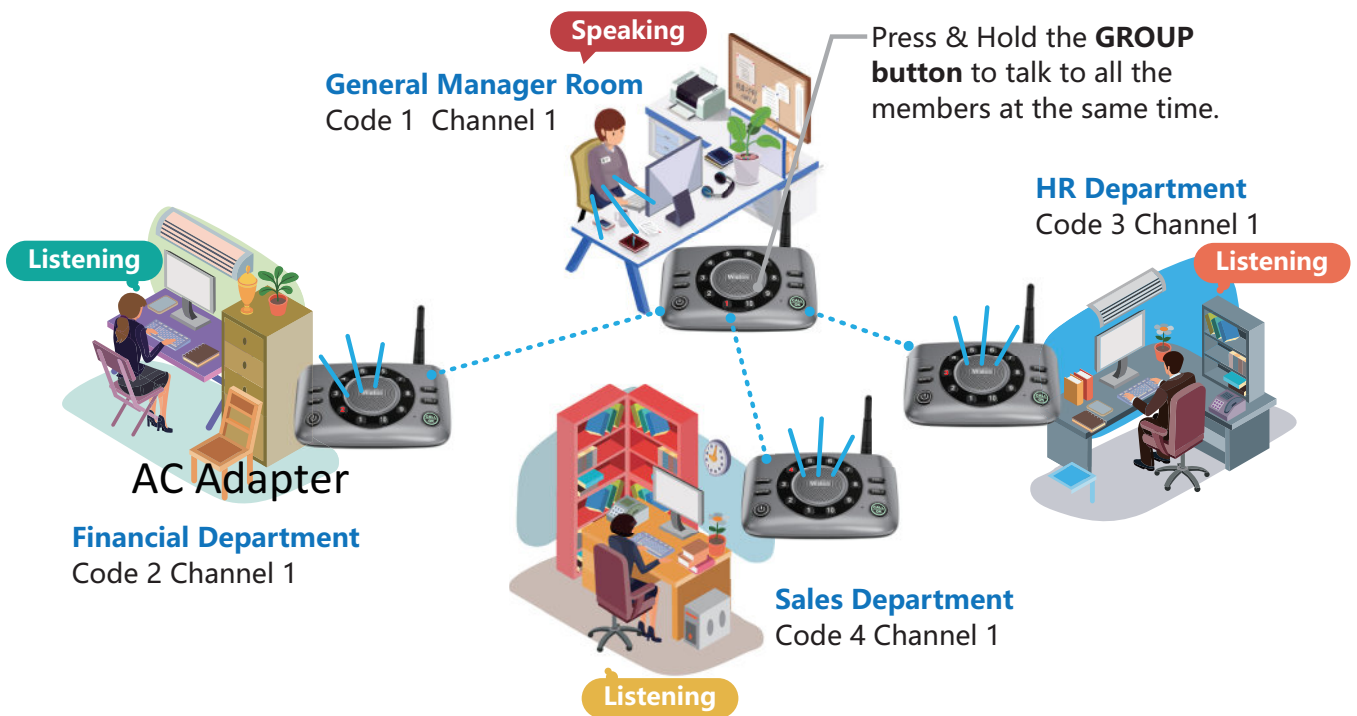 Speaking
Press & Hold the GROUP
button to talk to all the
members at the same time.
General Manager Room
Code 1 Channel 1
HR Department
Code 3 Channel 1
Listening
Listening
AC Adapter
Financial Department
Code 2 Channel 1
Sales Department
Code 4 Channel 1
Listening